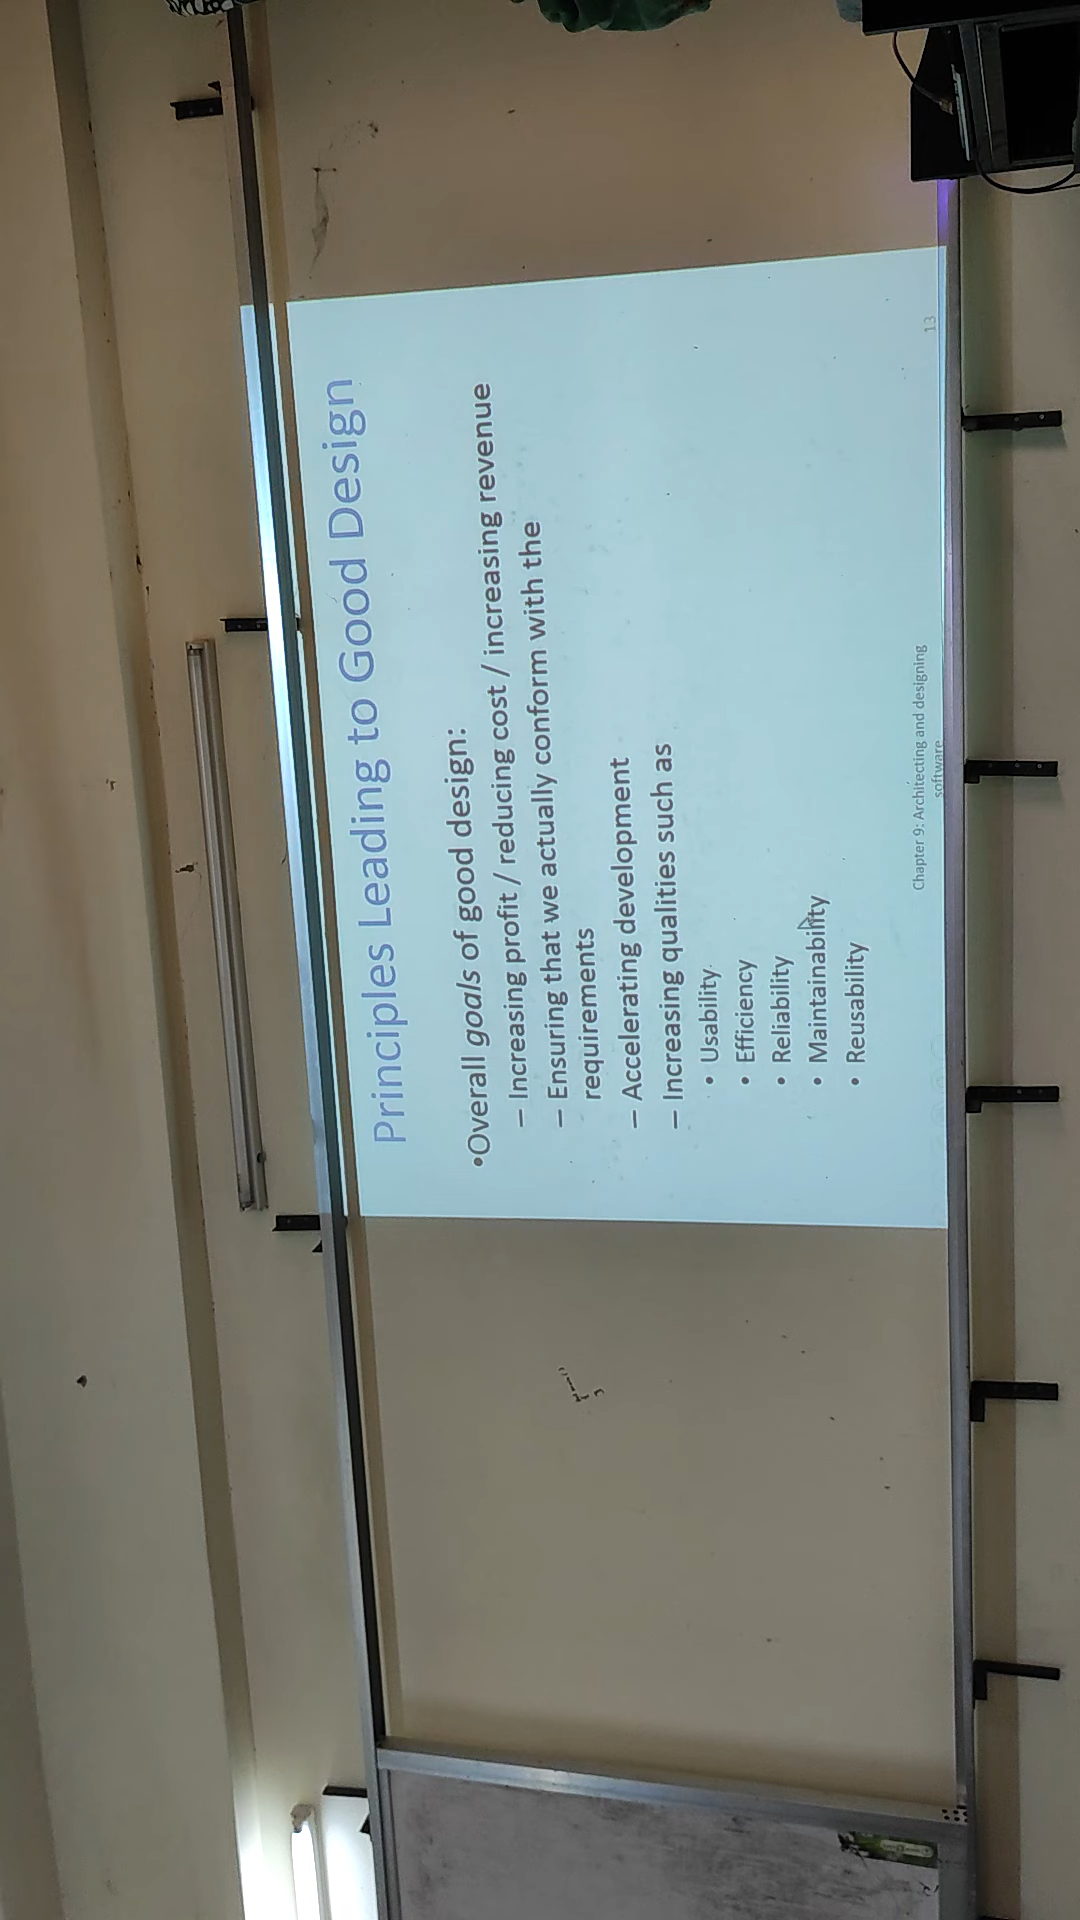 Principles Leading to Good Design
•Overall goals of good design:
– Increasing profit / reducing cost / increasing revenue
– Ensuring that we actually conform with the
requirements
– Accelerating development
– Increasing qualities such as
• Usability
• Efficiency
• Reliability
• Maintainability
• Reusability
Chapter 9: Architecting and designing
software
13